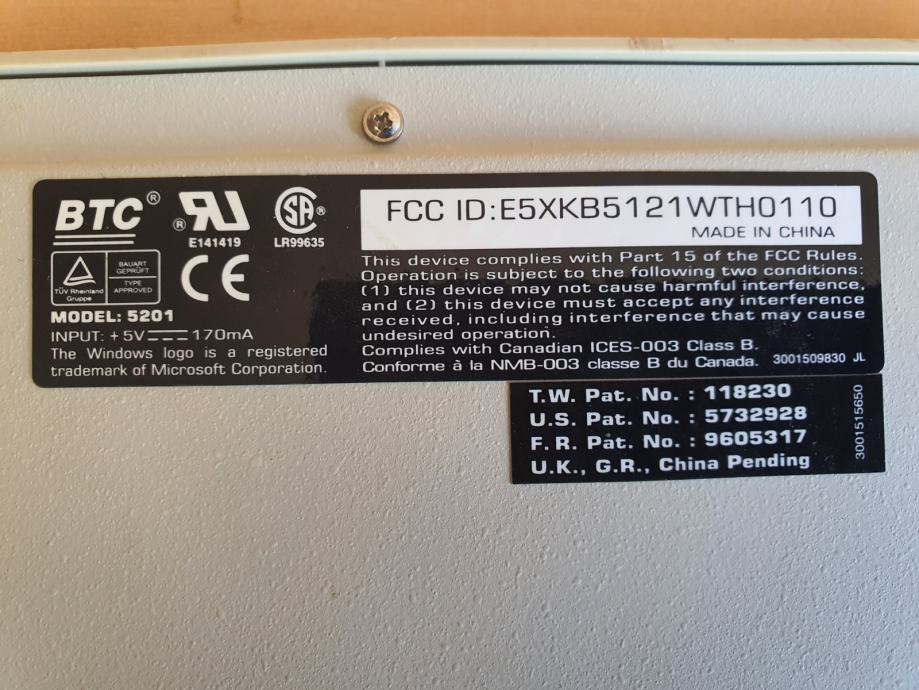 BTC®
® RU
E141419
SA®
LR99635
FCC ID:E5XKB5121WTH0110
MADE IN CHINA
TÜV Rheinland
Gruppe
BAUART
GEPRÜFT
TYPE
APPROVED
CE
MODEL: 5201
INPUT: +5V⎓170mA
The Windows logo is a registered
trademark of Microsoft Corporation.
This device complies with Part 15 of the FCC Rules.
Operation is subject to the following two conditions:
(1) this device may not cause harmful interference,
and (2) this device must accept any interference
received, including interference that may cause
undesired operation.
Complies with Canadian ICES-003 Class B.
Conforme à la NMB-003 classe B du Canada. 3001509830 JL
T.W. Pat. No. : 118230
U.S. Pat. No. : 5732928
F. R. Pat. No. : 9605317
U.K., G.R., China Pending
3001515650